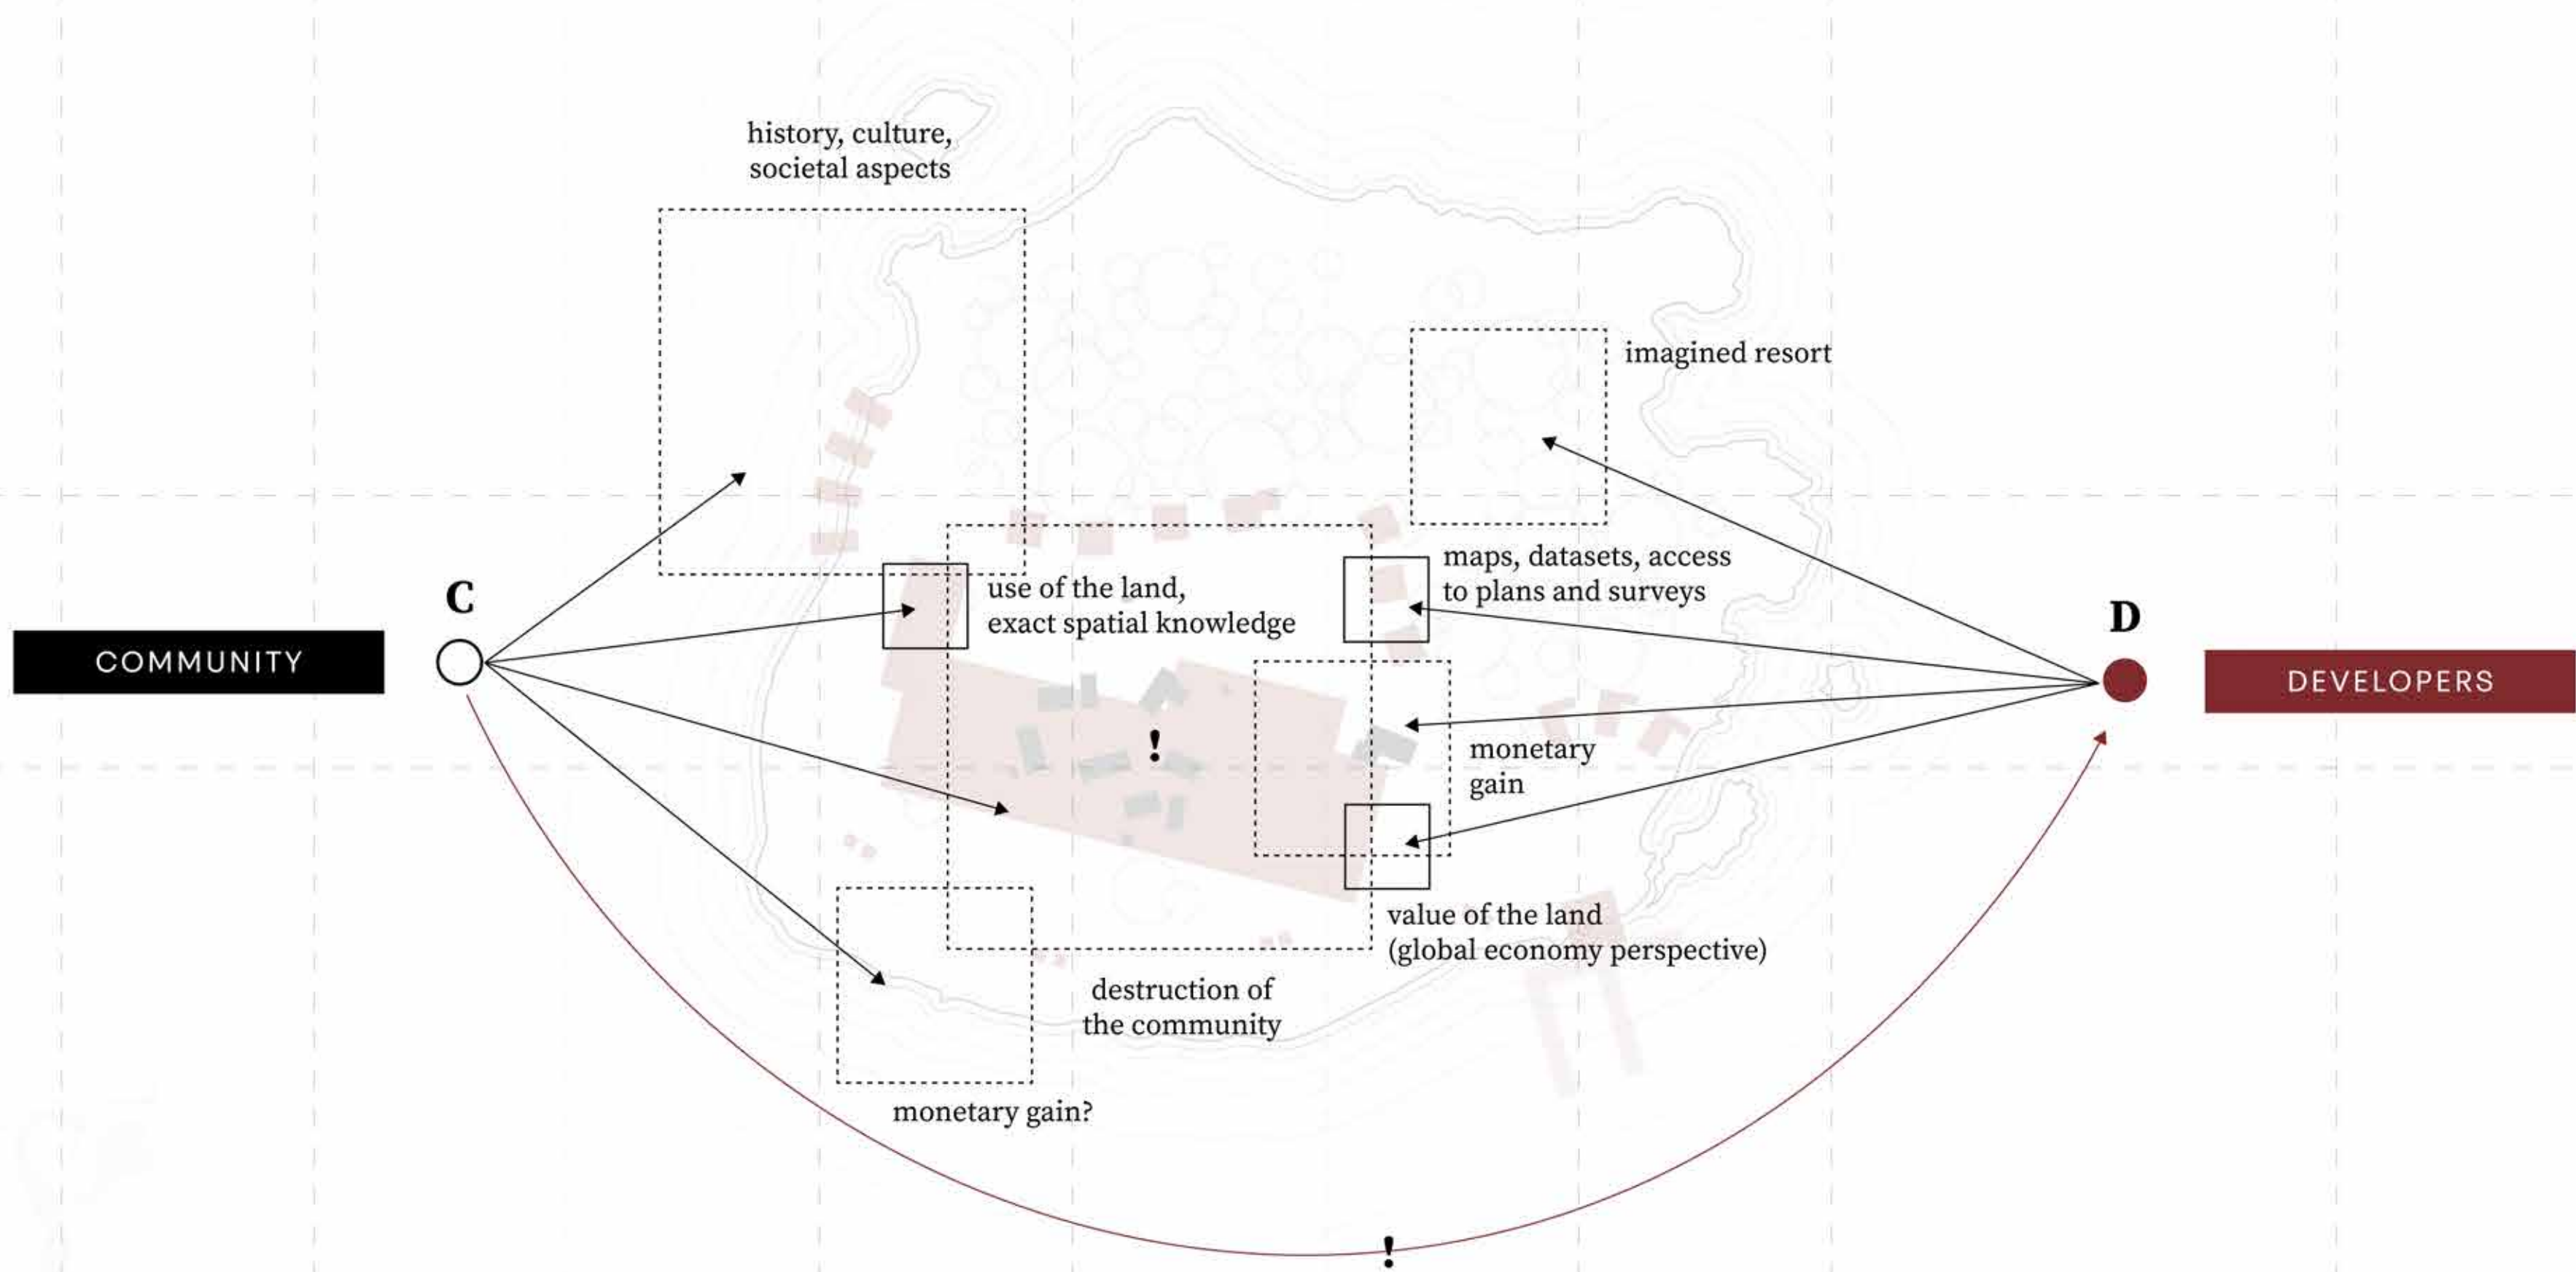 history, culture,
societal aspects
imagined resort
maps, datasets, access
to plans and surveys
use of the land,
exact spatial knowledge
C
D
COMMUNITY
DEVELOPERS
!
monetary
gain
value of the land
(global economy perspective)
destruction of
the community
monetary gain?
!